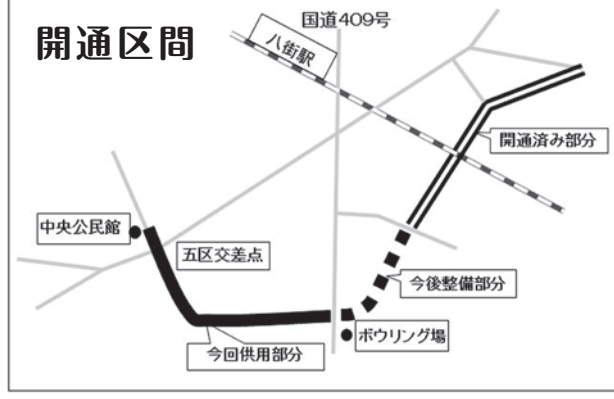 開通区間
国道409号
八街駅
開通済み部分
中央公民館
五区交差点
今後整備部分
ボウリング場
今回供用部分